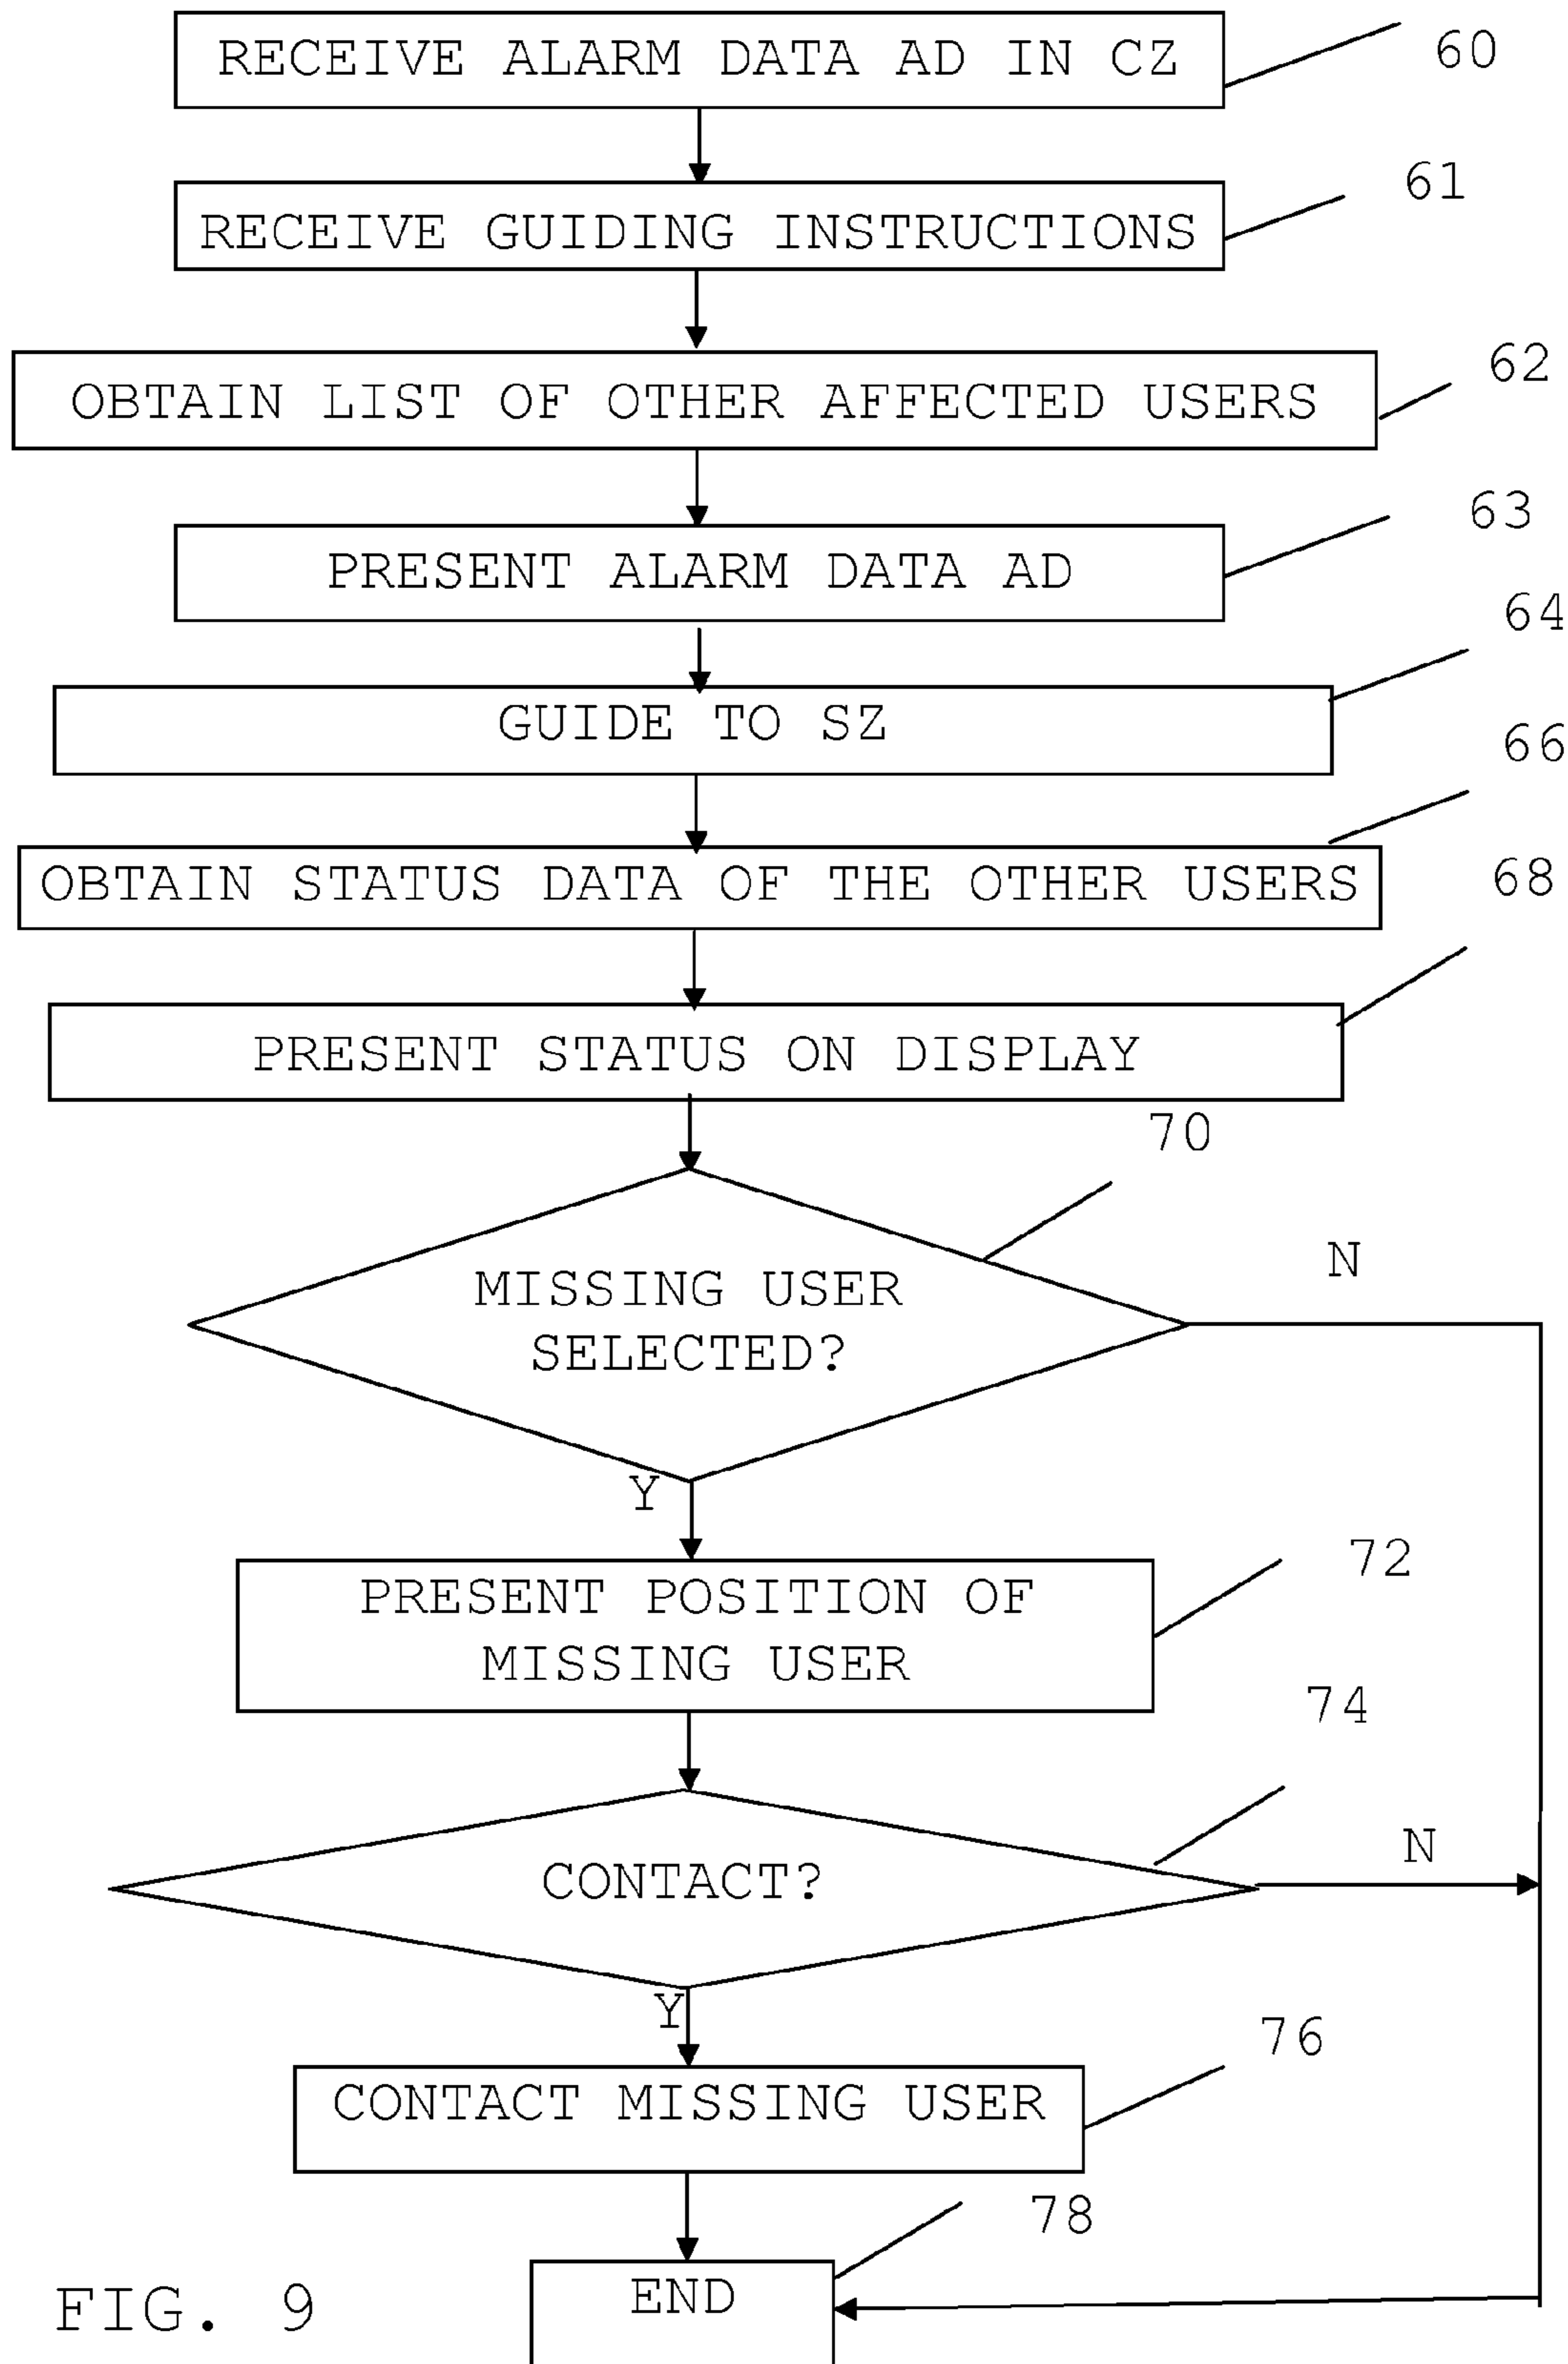 RECEIVE ALARM DATA AD IN CZ
60
RECEIVE GUIDING INSTRUCTIONS
61
OBTAIN LIST OF OTHER AFFECTED USERS
62
PRESENT ALARM DATA AD
63
GUIDE TO SZ
64
OBTAIN STATUS DATA OF THE OTHER USERS
66
PRESENT STATUS ON DISPLAY
68
MISSING USER
SELECTED?
70
N
Y
PRESENT POSITION OF
MISSING USER
72
CONTACT?
74
N
Y
CONTACT MISSING USER
76
END
78
FIG. 9